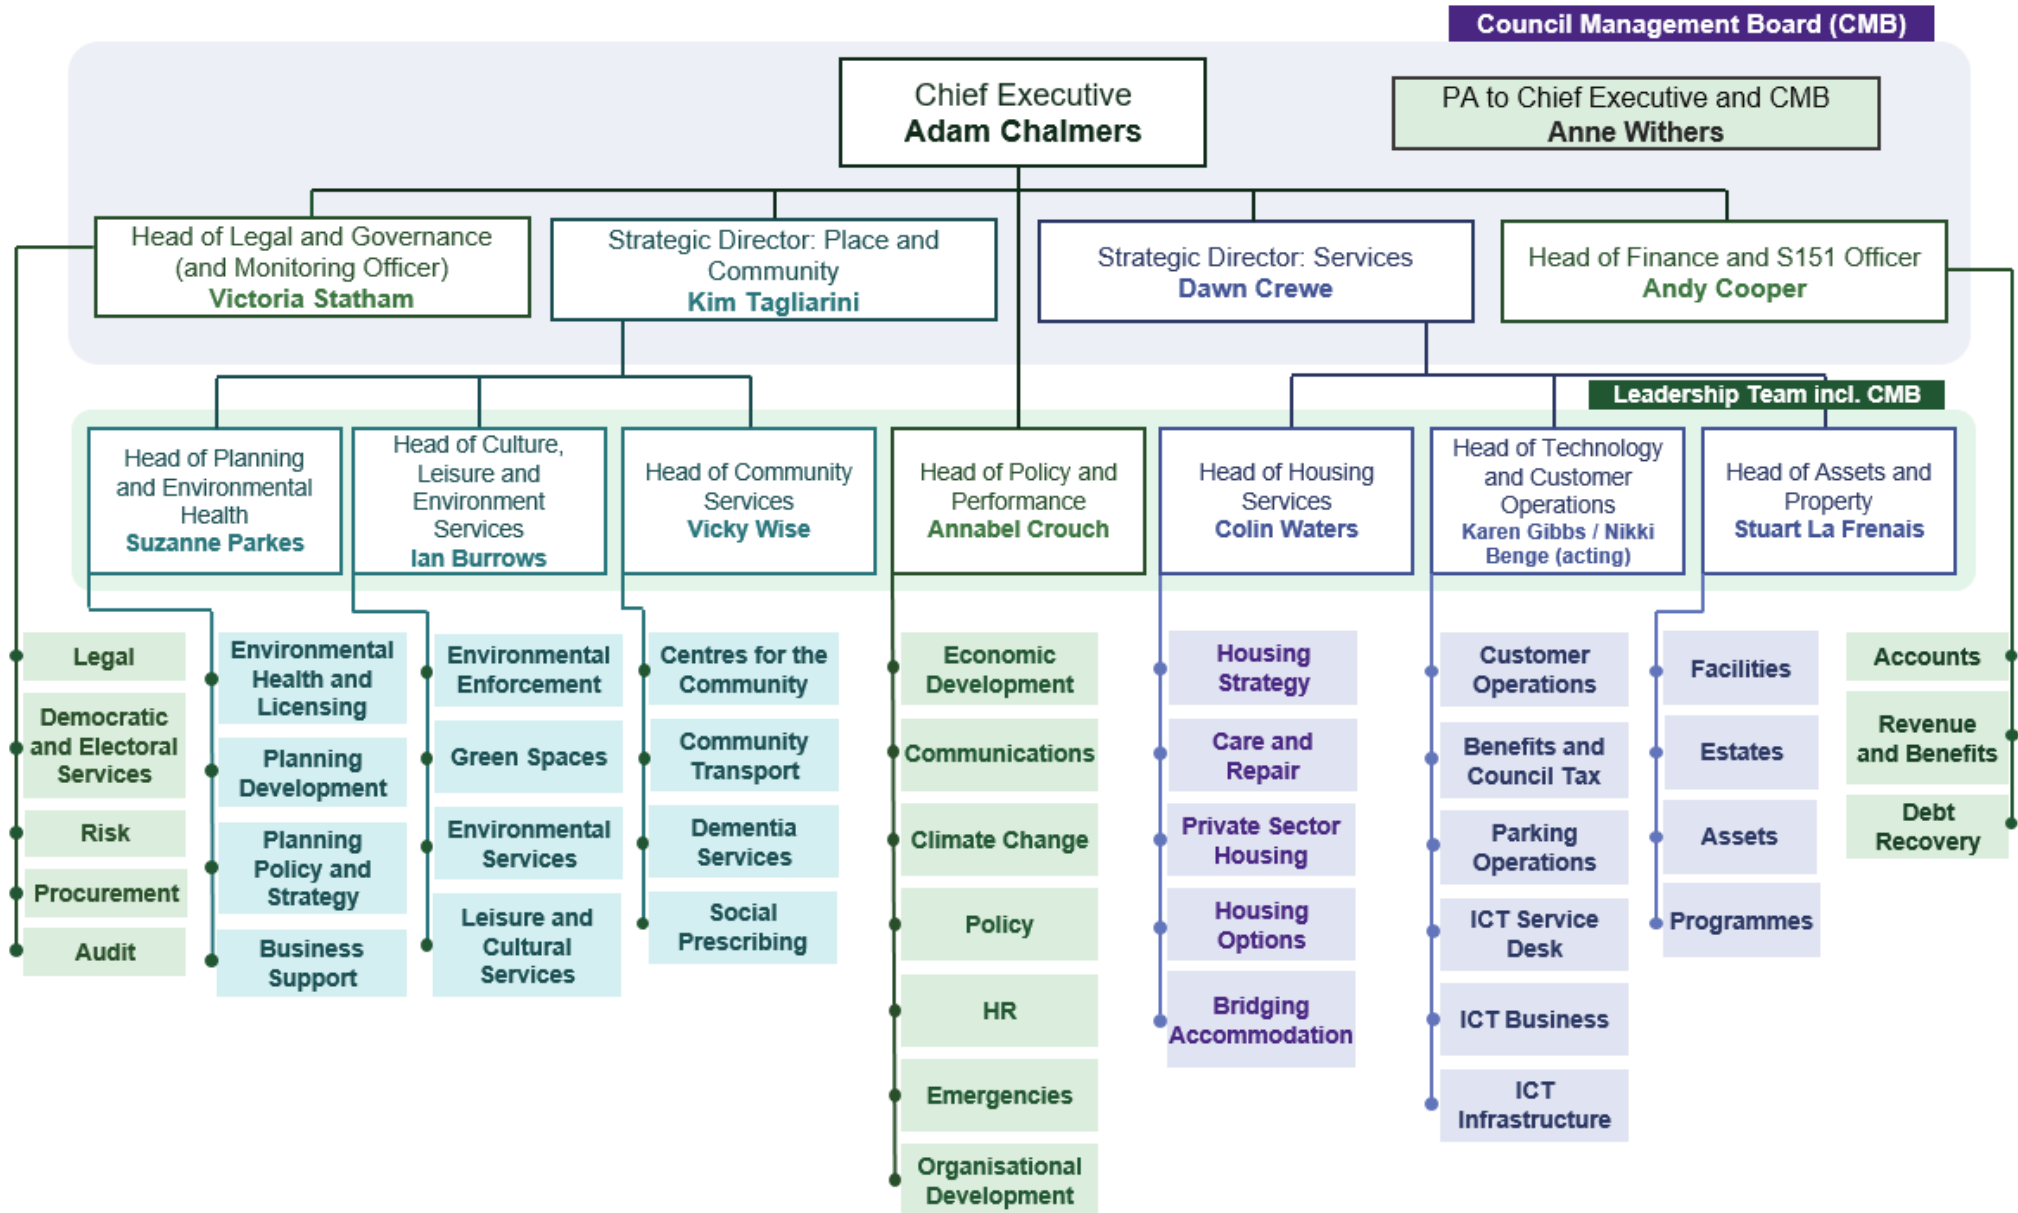 Council Management Board (CMB)
Chief Executive
Adam Chalmers
PA to Chief Executive and CMB
Anne Withers
Head of Legal and Governance
(and Monitoring Officer)
Victoria Statham
Strategic Director: Place and
Community
Kim Tagliarini
Strategic Director: Services
Dawn Crewe
Head of Finance and S151 Officer
Andy Cooper
Leadership Team incl. CMB
Head of Planning
and Environmental
Health
Suzanne Parkes
Head of Culture,
Leisure and
Environment
Services
Ian Burrows
Head of Community
Services
Vicky Wise
Head of Policy and
Performance
Annabel Crouch
Head of Housing
Services
Colin Waters
Head of Technology
and Customer
Operations
Karen Gibbs / Nikki
Benge (acting)
Head of Assets and
Property
Stuart La Frenais
Legal
Democratic
and Electoral
Services
Risk
Procurement
Audit
Environmental
Health and
Licensing
Planning
Development
Planning
Policy and
Strategy
Business
Support
Environmental
Enforcement
Green Spaces
Environmental
Services
Leisure and
Cultural
Services
Centres for the
Community
Community
Transport
Dementia
Services
Social
Prescribing
Economic
Development
Communications
Climate Change
Policy
HR
Emergencies
Organisational
Development
Housing
Strategy
Care and
Repair
Private Sector
Housing
Housing
Options
Bridging
Accommodation
Customer
Operations
Benefits and
Council Tax
Parking
Operations
ICT Service
Desk
ICT Business
ICT
Infrastructure
Facilities
Estates
Assets
Programmes
Accounts
Revenue
and Benefits
Debt
Recovery